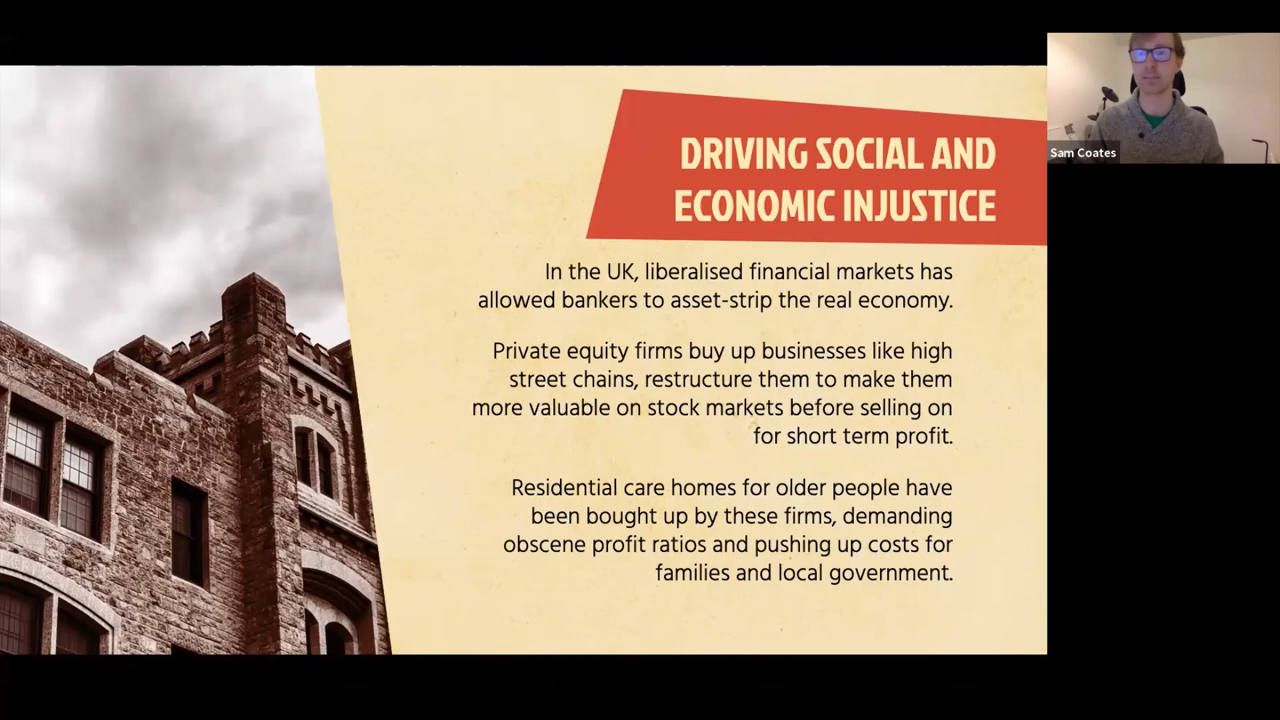 DRIVING SOCIAL AND
ECONOMIC INJUSTICE
In the UK, liberalised financial markets has
allowed bankers to asset-strip the real economy.
Private equity firms buy up businesses like high
street chains, restructure them to make them
more valuable on stock markets before selling on
for short term profit.
Residential care homes for older people have
been bought up by these firms, demanding
obscene profit ratios and pushing up costs for
families and local government.
Sam Coates